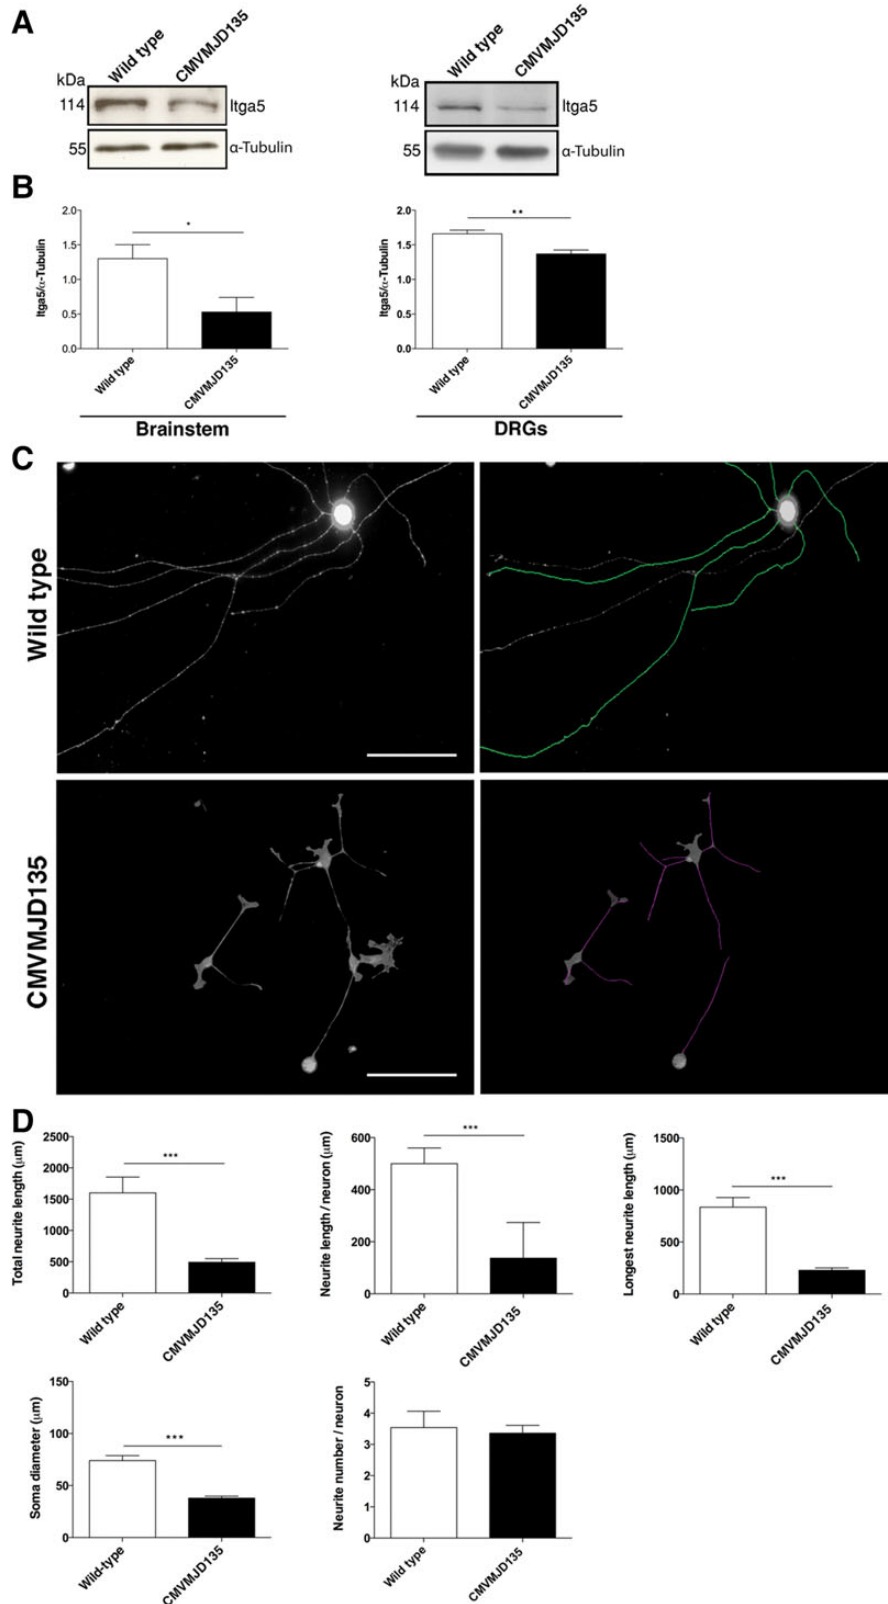 A
Wild type
CMVMJD135
kDa
114
Itga5
55
α-Tubulin
Wild type
CMVMJD135
kDa
114
Itga5
55
α-Tubulin
B
Itga5/α-Tubulin
2.0
1.5
1.0
0.5
0.0
*
Wild type
CMVMJD135
Brainstem
Itga5/α-Tubulin
2.0
1.5
1.0
0.5
0.0
**
Wild type
CMVMJD135
DRGs
C
Wild type
CMVMJD135
D
Total neurite length (μm)
2500
2000
1500
1000
500
0
***
Wild type
CMVMJD135
Neurite length / neuron (μm)
600
400
200
0
***
Wild type
CMVMJD135
Longest neurite length (μm)
1500
1000
500
0
***
Wild type
CMVMJD135
Soma diameter (μm)
150
100
50
0
***
Wild-type
CMVMJD135
Neurite number / neuron
5
4
3
2
1
0
Wild type
CMVMJD135